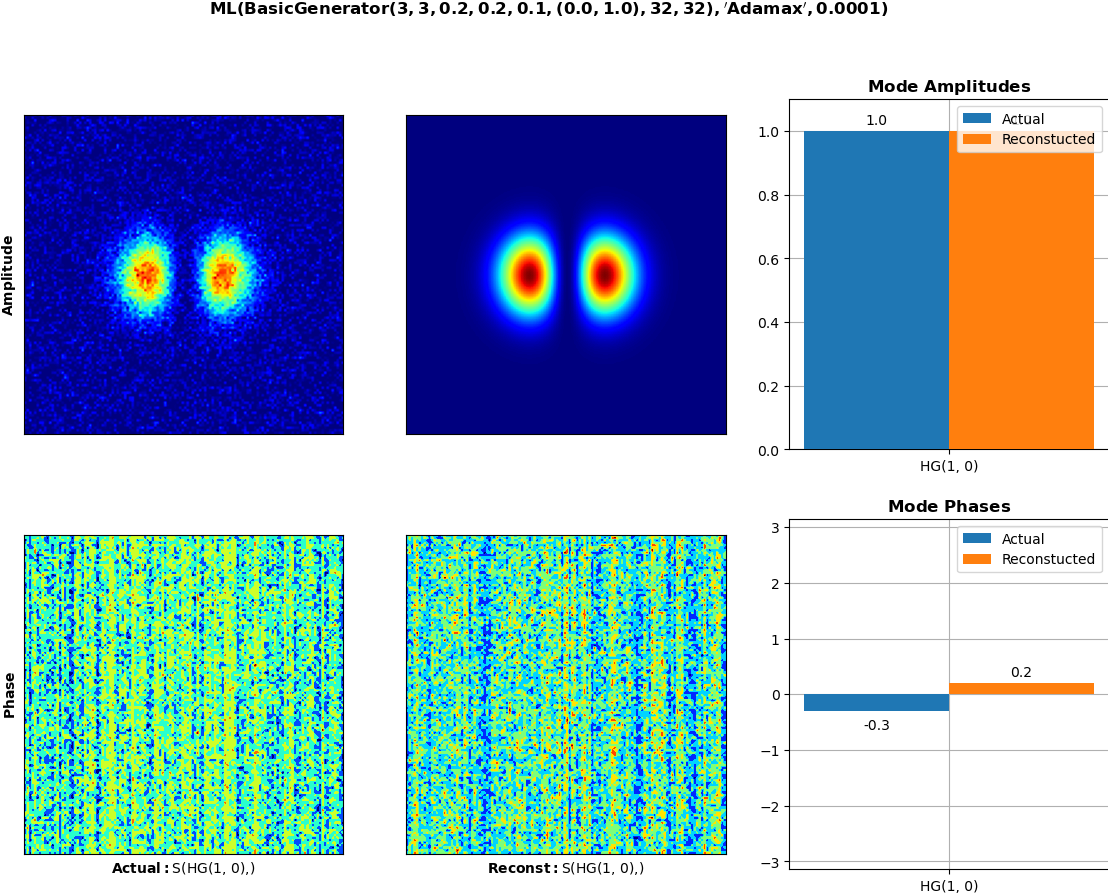 ML(BasicGenerator(3, 3, 0.2, 0.2, 0.1, (0.0, 1.0), 32, 32), ′Adamax′, 0.0001)
Amplitude
Mode Amplitudes
Actual
Reconstucted
1.0
1.0
0.8
0.6
0.4
0.2
0.0
HG(1, 0)
Phase
Actual: S(HG(1, 0),)
Reconst: S(HG(1, 0),)
Mode Phases
Actual
Reconstucted
3
2
1
0
−1
−2
−3
0.2
-0.3
HG(1, 0)